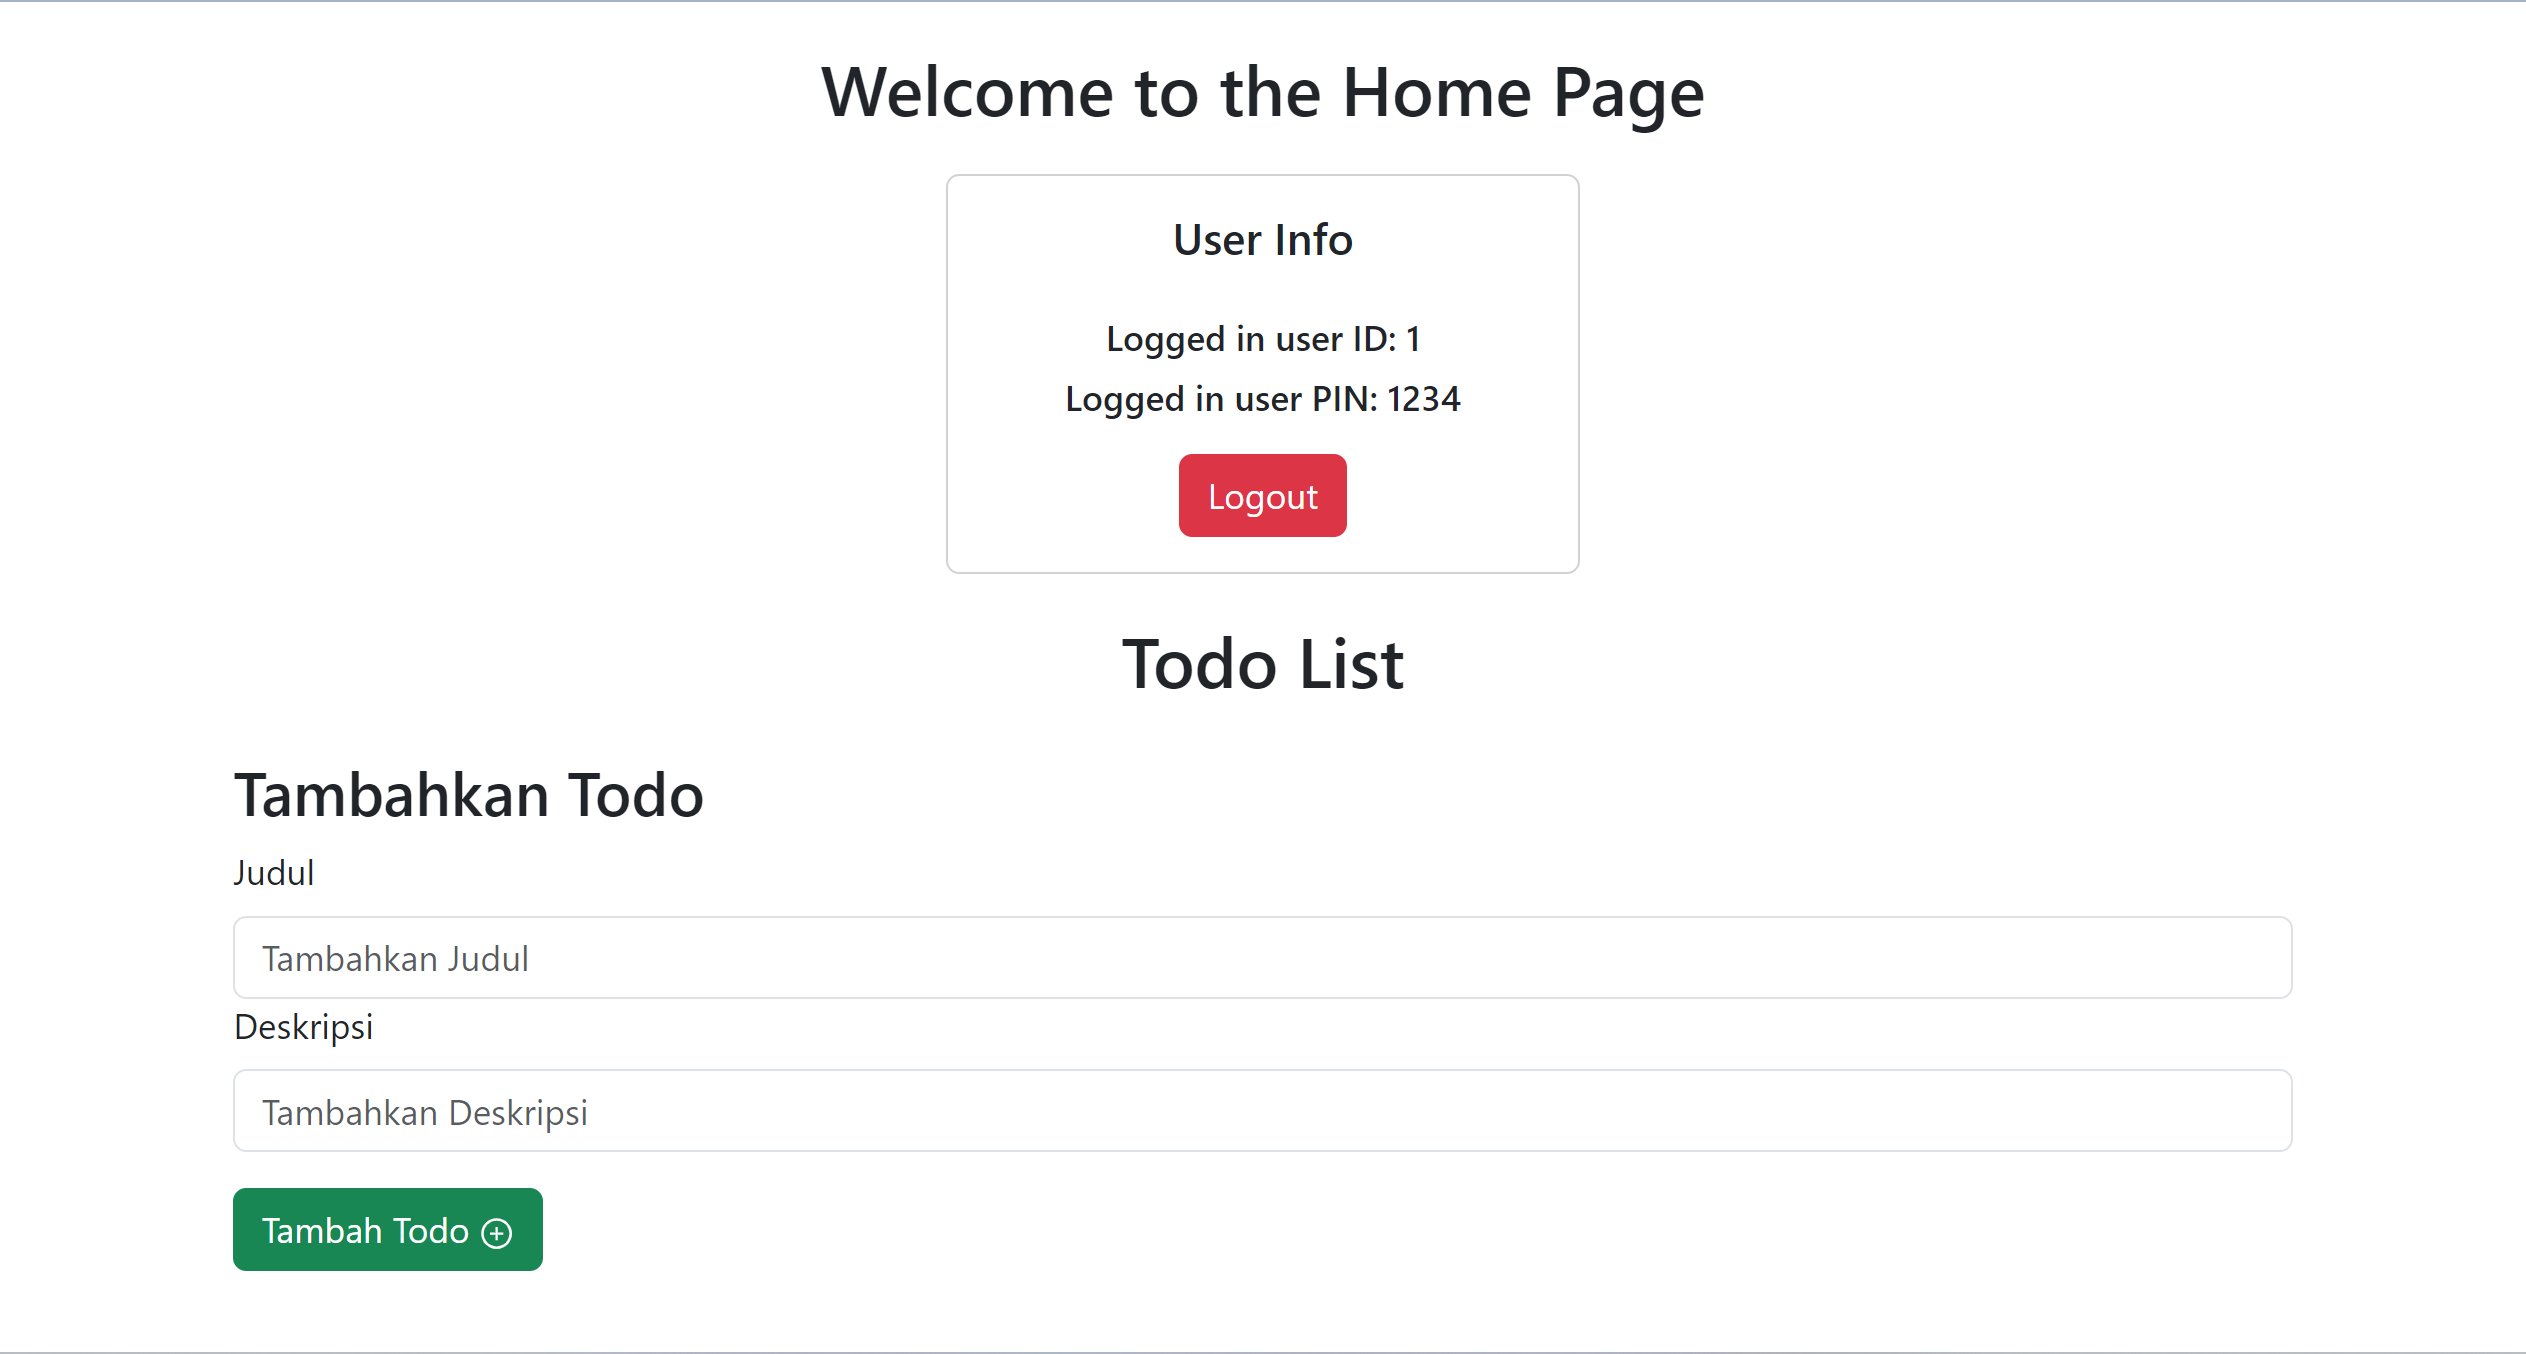 Welcome to the Home Page
User Info
Logged in user ID: 1
Logged in user PIN: 1234
Logout
Todo List
Tambahkan Todo
Judul
Tambahkan Judul
Deskripsi
Tambahkan Deskripsi
Tambah Todo